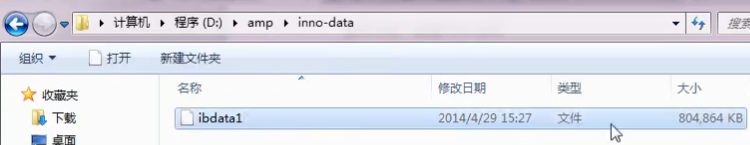 计算机 ▸ 程序 (D:) ▸ amp ▸ inno-data
搜索
组织 打开 新建文件夹
名称 修改日期 类型 大小
收藏夹
ibdata1 2014/4/29 15:27 文件 804,864 KB
下载
桌面